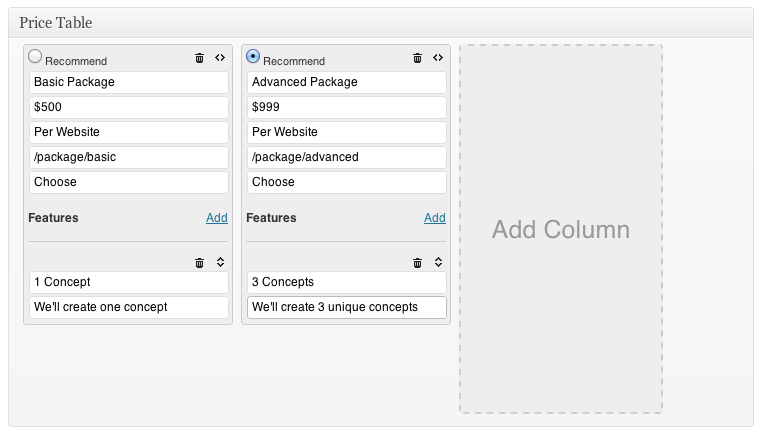 Price Table
Recommend
Basic Package
$500
Per Website
/package/basic
Choose
Features Add
1 Concept
We'll create one concept
Recommend
Advanced Package
$999
Per Website
/package/advanced
Choose
Features Add
3 Concepts
We'll create 3 unique concepts
Add Column